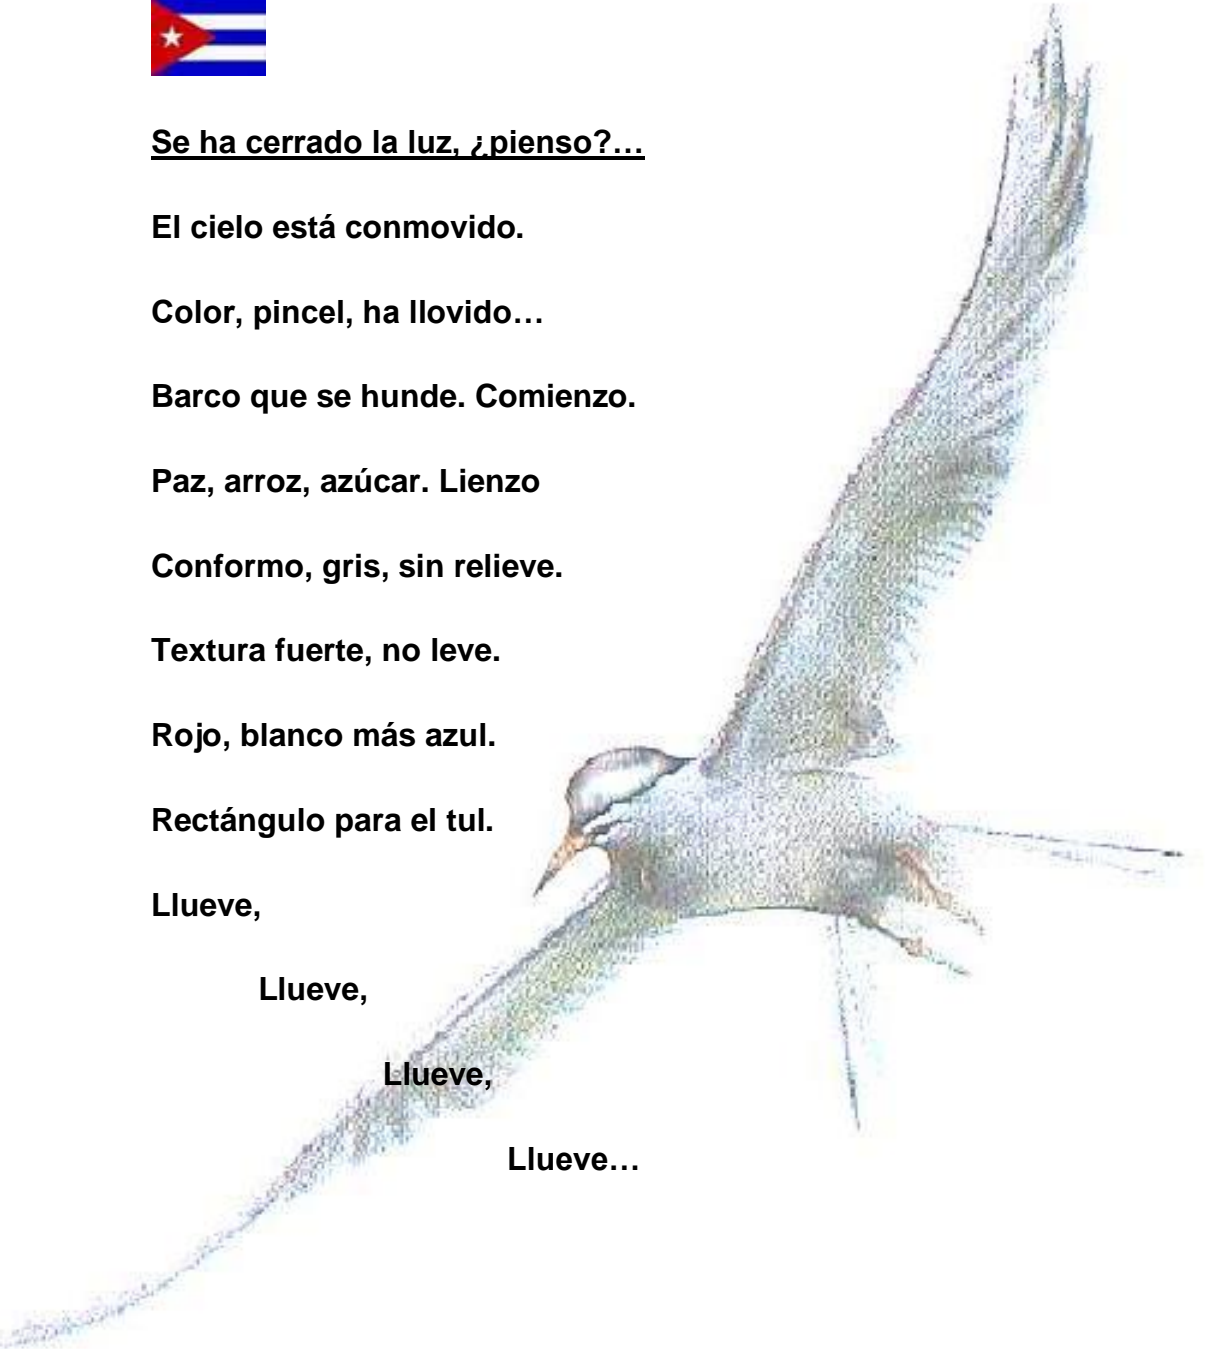 Se ha cerrado la luz, ¿pienso?…
El cielo está conmovido.
Color, pincel, ha llovido…
Barco que se hunde. Comienzo.
Paz, arroz, azúcar. Lienzo
Conformo, gris, sin relieve.
Textura fuerte, no leve.
Rojo, blanco más azul.
Rectángulo para el tul.
Llueve,
Llueve,
Llueve,
Llueve…